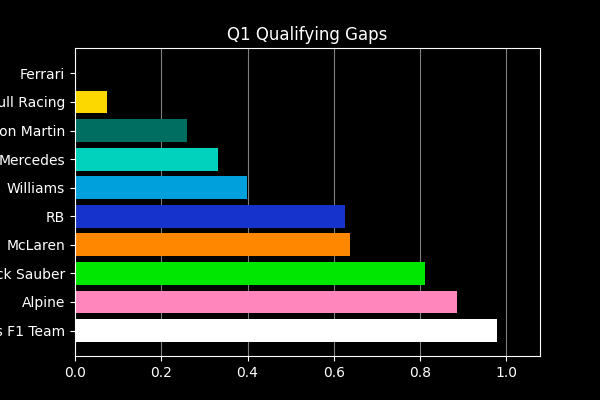 Q1 Qualifying Gaps
Ferrari
ull Racing
on Martin
Mercedes
Williams
RB
McLaren
ck Sauber
Alpine
s F1 Team
0.0 0.2 0.4 0.6 0.8 1.0